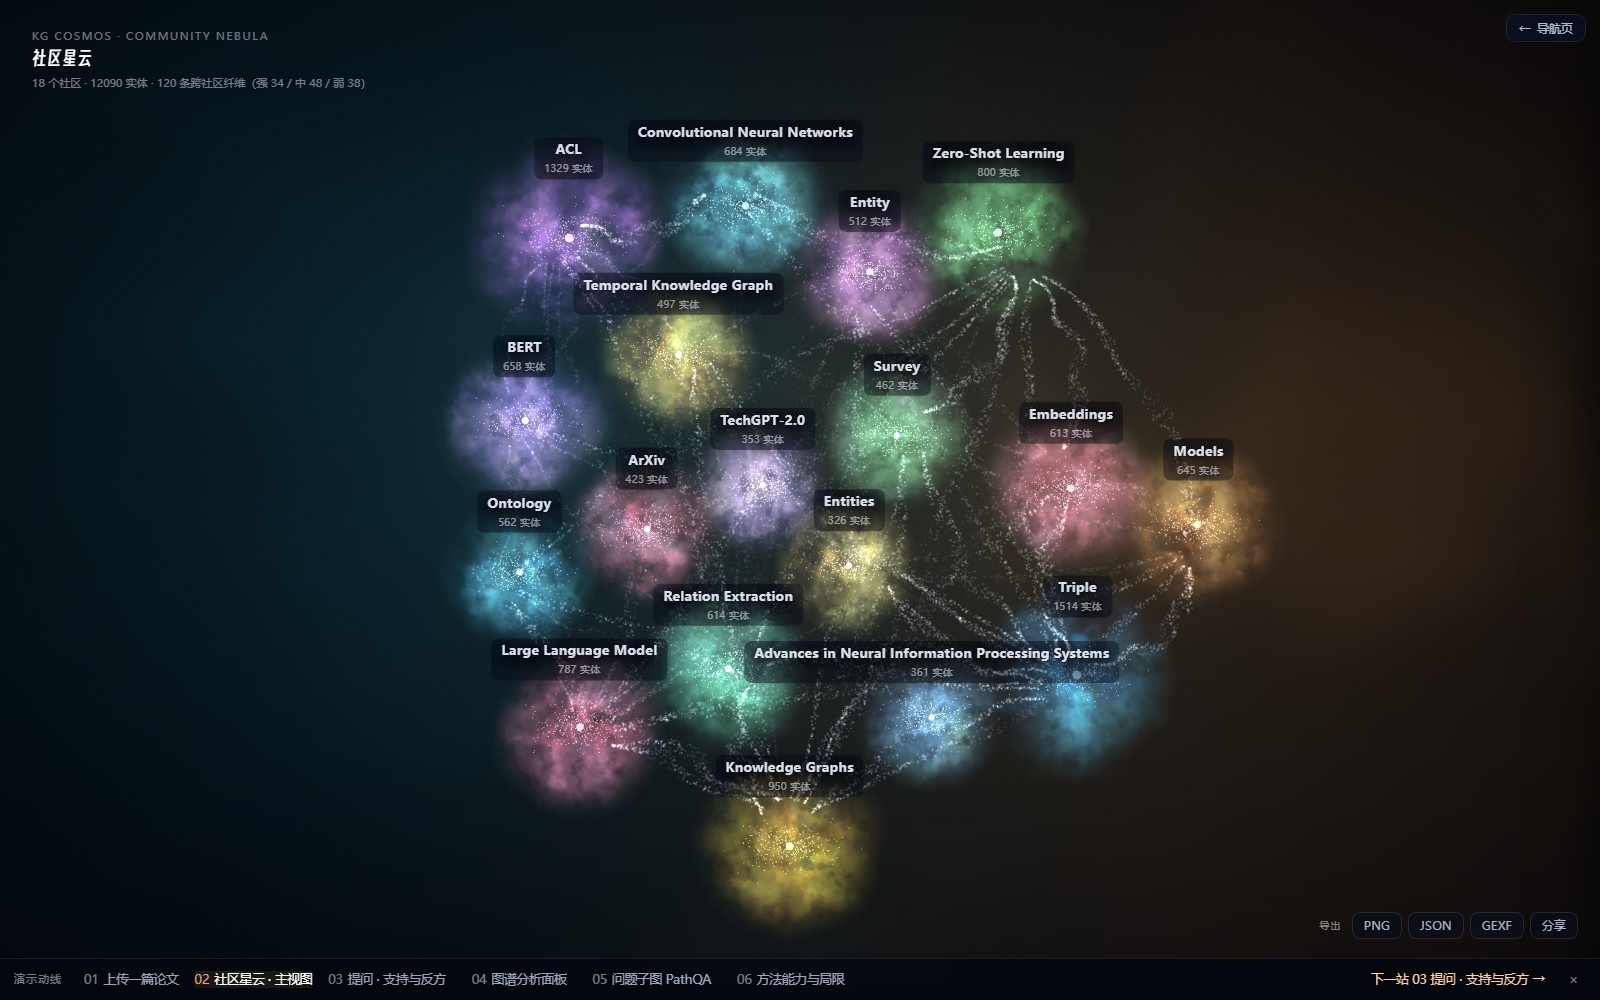 KG COSMOS · COMMUNITY NEBULA
社区星云
18 个社区 · 12090 实体 · 120 条跨社区纤维（强 34 / 中 48 / 弱 38）
← 导航页
Convolutional Neural Networks
684 实体
ACL
1329 实体
Zero-Shot Learning
800 实体
Entity
512 实体
Temporal Knowledge Graph
497 实体
BERT
658 实体
Survey
462 实体
TechGPT-2.0
353 实体
Embeddings
613 实体
Models
645 实体
ArXiv
423 实体
Ontology
562 实体
Entities
326 实体
Triple
1514 实体
Relation Extraction
614 实体
Large Language Model
787 实体
Advances in Neural Information Processing Systems
361 实体
Knowledge Graphs
950 实体
导出 PNG JSON GEXF 分享
演示动线 01 上传一篇论文 02 社区星云 · 主视图 03 提问 · 支持与反方 04 图谱分析面板 05 问题子图 PathQA 06 方法能力与局限 下一站 03 提问 · 支持与反方 → ×